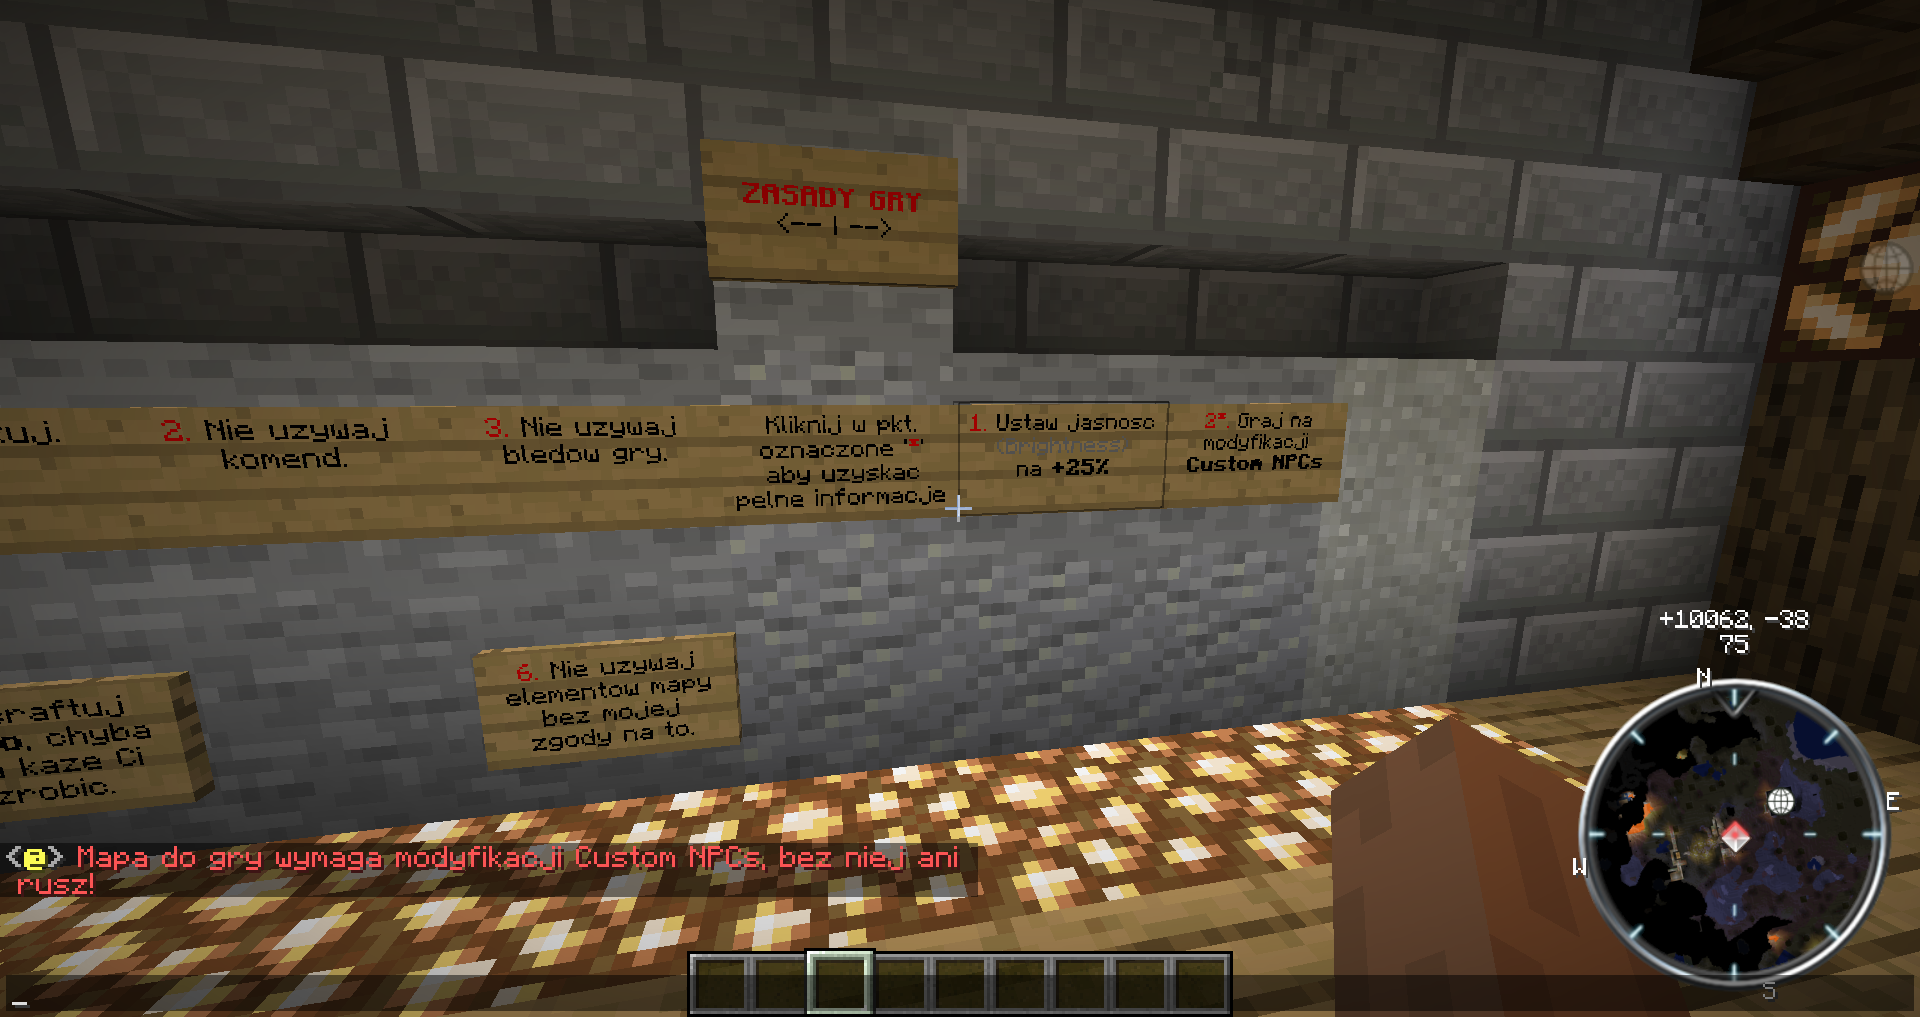 ZASADY GRY
<-- | -->
uj.
2. Nie uzywaj
komend.
3. Nie uzywaj
bledow gry.
Kliknij w pkt.
oznaczone '*'
aby uzyskac
pelne informacje
1. Ustaw jasnosc
(brightness)
na +25%
2*. Graj na
modyfikacji
Custom NPCs
raftuj
o, chyba
kaze Ci
zrobic.
6. Nie uzywaj
elementow mapy
bez mojej
zgody na to.
+10062, -38
75
N
E
W
S
<@> Mapa do gry wymaga modyfikacji Custom NPCs, bez niej ani
rusz!
_